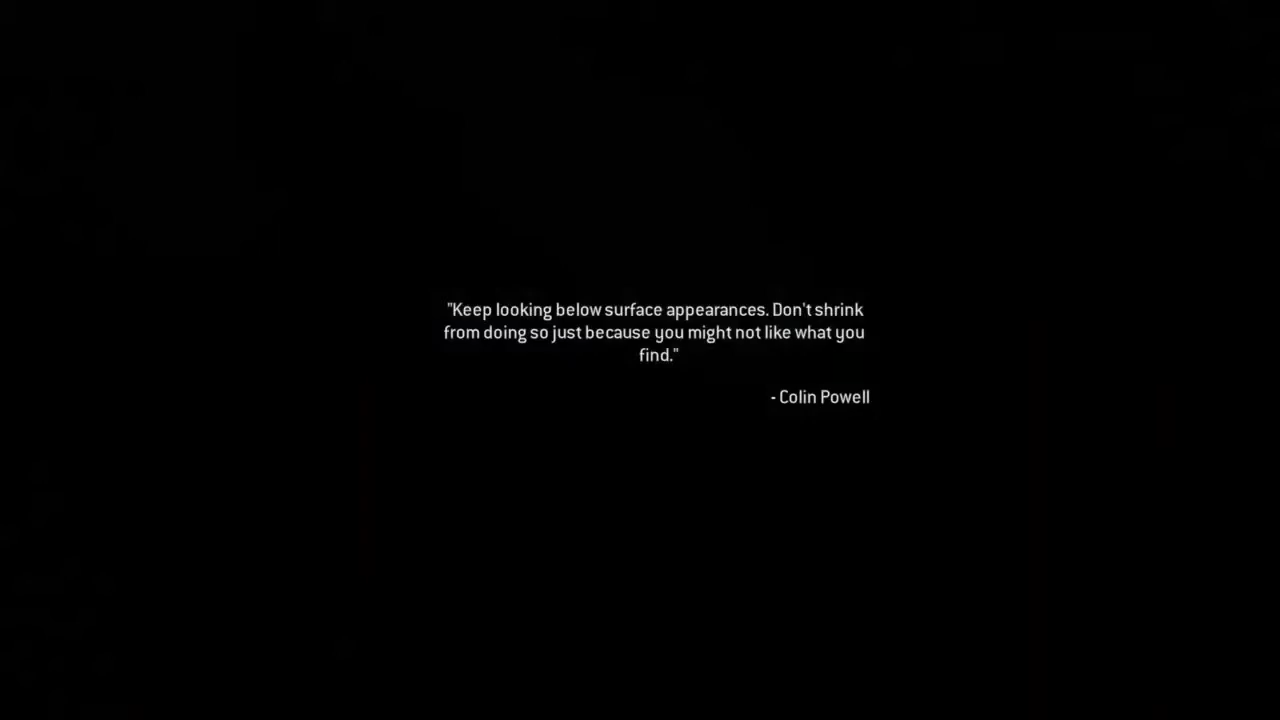 "Keep looking below surface appearances. Don't shrink
from doing so just because you might not like what you
find."
- Colin Powell